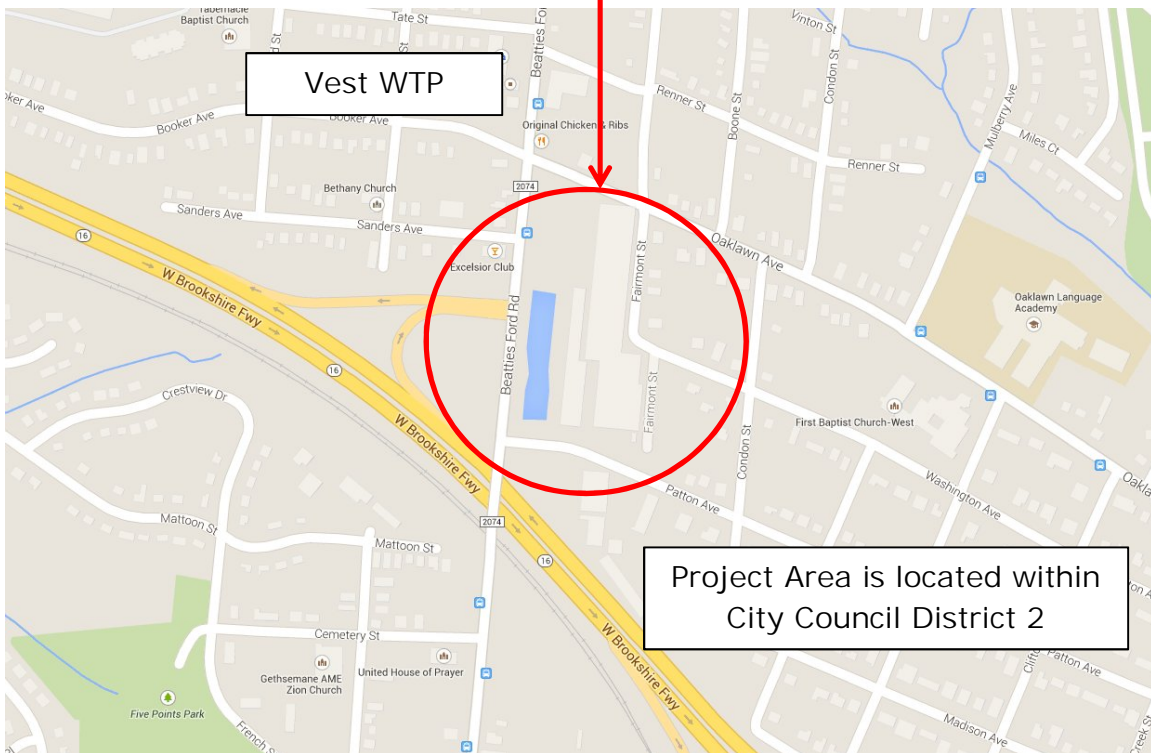 Tabernacle
Baptist Church
Tate St
Beatties Ford
Vinton St
Condon St
Vest WTP
Renner St
Boone St
Mulberry Ave
Miles Ct
Booker Ave
Booker Ave
Original Chicken & Ribs
Renner St
Bethany Church
2074
Sanders Ave
Sanders Ave
16
Excelsior Club
Oaklawn Ave
Fairmont St
W Brookshire Fwy
Beatties Ford Rd
Oaklawn Language
Academy
16
Crestview Dr
W Brookshire Fwy
Fairmont St
First Baptist Church-West
Condon St
Patton Ave
Washington Ave
Mattoon St
Mattoon St
2074
16
Project Area is located within
City Council District 2
Cemetery St
W Brookshire Fwy
Gethsemane AME
Zion Church
United House of Prayer
Patton Ave
Five Points Park
French S
Madison Ave